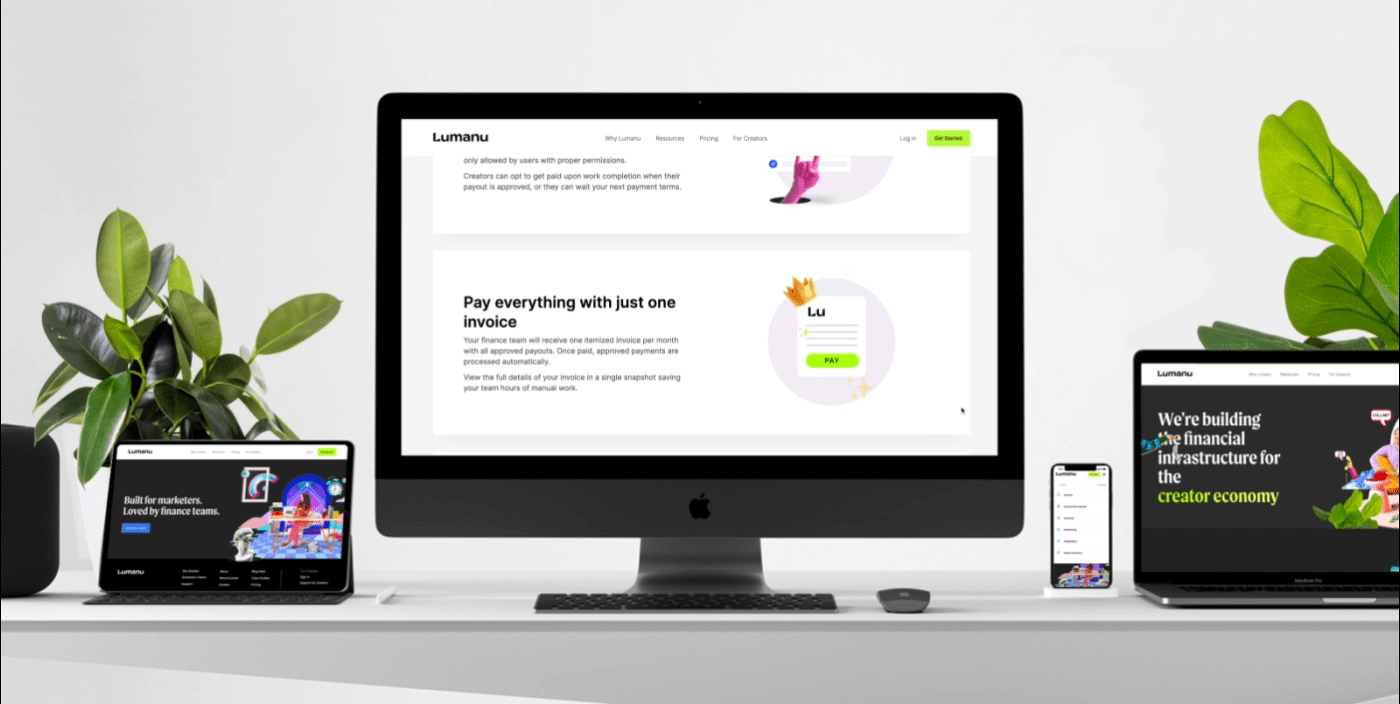 Lumanu
Why Lumanu Resources Pricing For Creators Log in Get Started
only allowed by users with proper permissions.
Creators can opt to get paid upon work completion when their
payout is approved, or they can wait your next payment terms.
Pay everything with just one
invoice
Your finance team will receive one itemized invoice per month
with all approved payouts. Once paid, approved payments are
processed automatically.
View the full details of your invoice in a single snapshot saving
your team hours of manual work.
Lu
PAY
Lumanu
Built for marketers.
Loved by finance teams.
Lumanu
Lumanu
Lumanu
Why Lumanu Resources Pricing For Creators
We're building
the financial
infrastructure for
the
creator economy
MacBook Pro